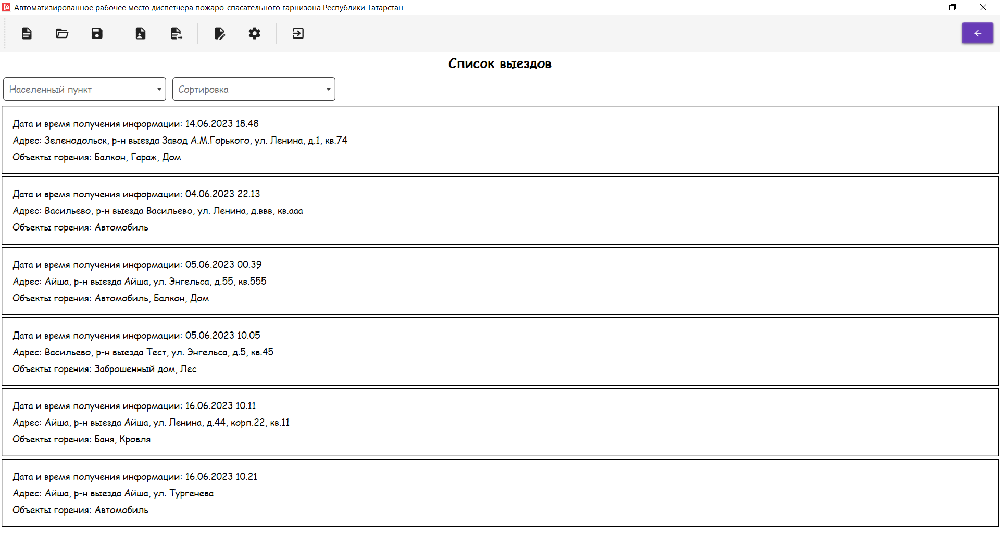 Автоматизированное рабочее место диспетчера пожаро-спасательного гарнизона Республики Татарстан
Список выездов
Населенный пункт
Сортировка
Дата и время получения информации: 14.06.2023 18.48
Адрес: Зеленодольск, р-н выезда Завод А.М.Горького, ул. Ленина, д.1, кв.74
Объекты горения: Балкон, Гараж, Дом
Дата и время получения информации: 04.06.2023 22.13
Адрес: Васильево, р-н выезда Васильево, ул. Ленина, д.ввв, кв.ааа
Объекты горения: Автомобиль
Дата и время получения информации: 05.06.2023 00.39
Адрес: Айша, р-н выезда Айша, ул. Энгельса, д.55, кв.555
Объекты горения: Автомобиль, Балкон, Дом
Дата и время получения информации: 05.06.2023 10.05
Адрес: Васильево, р-н выезда Тест, ул. Энгельса, д.5, кв.45
Объекты горения: Заброшенный дом, Лес
Дата и время получения информации: 16.06.2023 10.11
Адрес: Айша, р-н выезда Айша, ул. Ленина, д.44, корп.22, кв.11
Объекты горения: Баня, Кровля
Дата и время получения информации: 16.06.2023 10.21
Адрес: Айша, р-н выезда Айша, ул. Тургенева
Объекты горения: Автомобиль